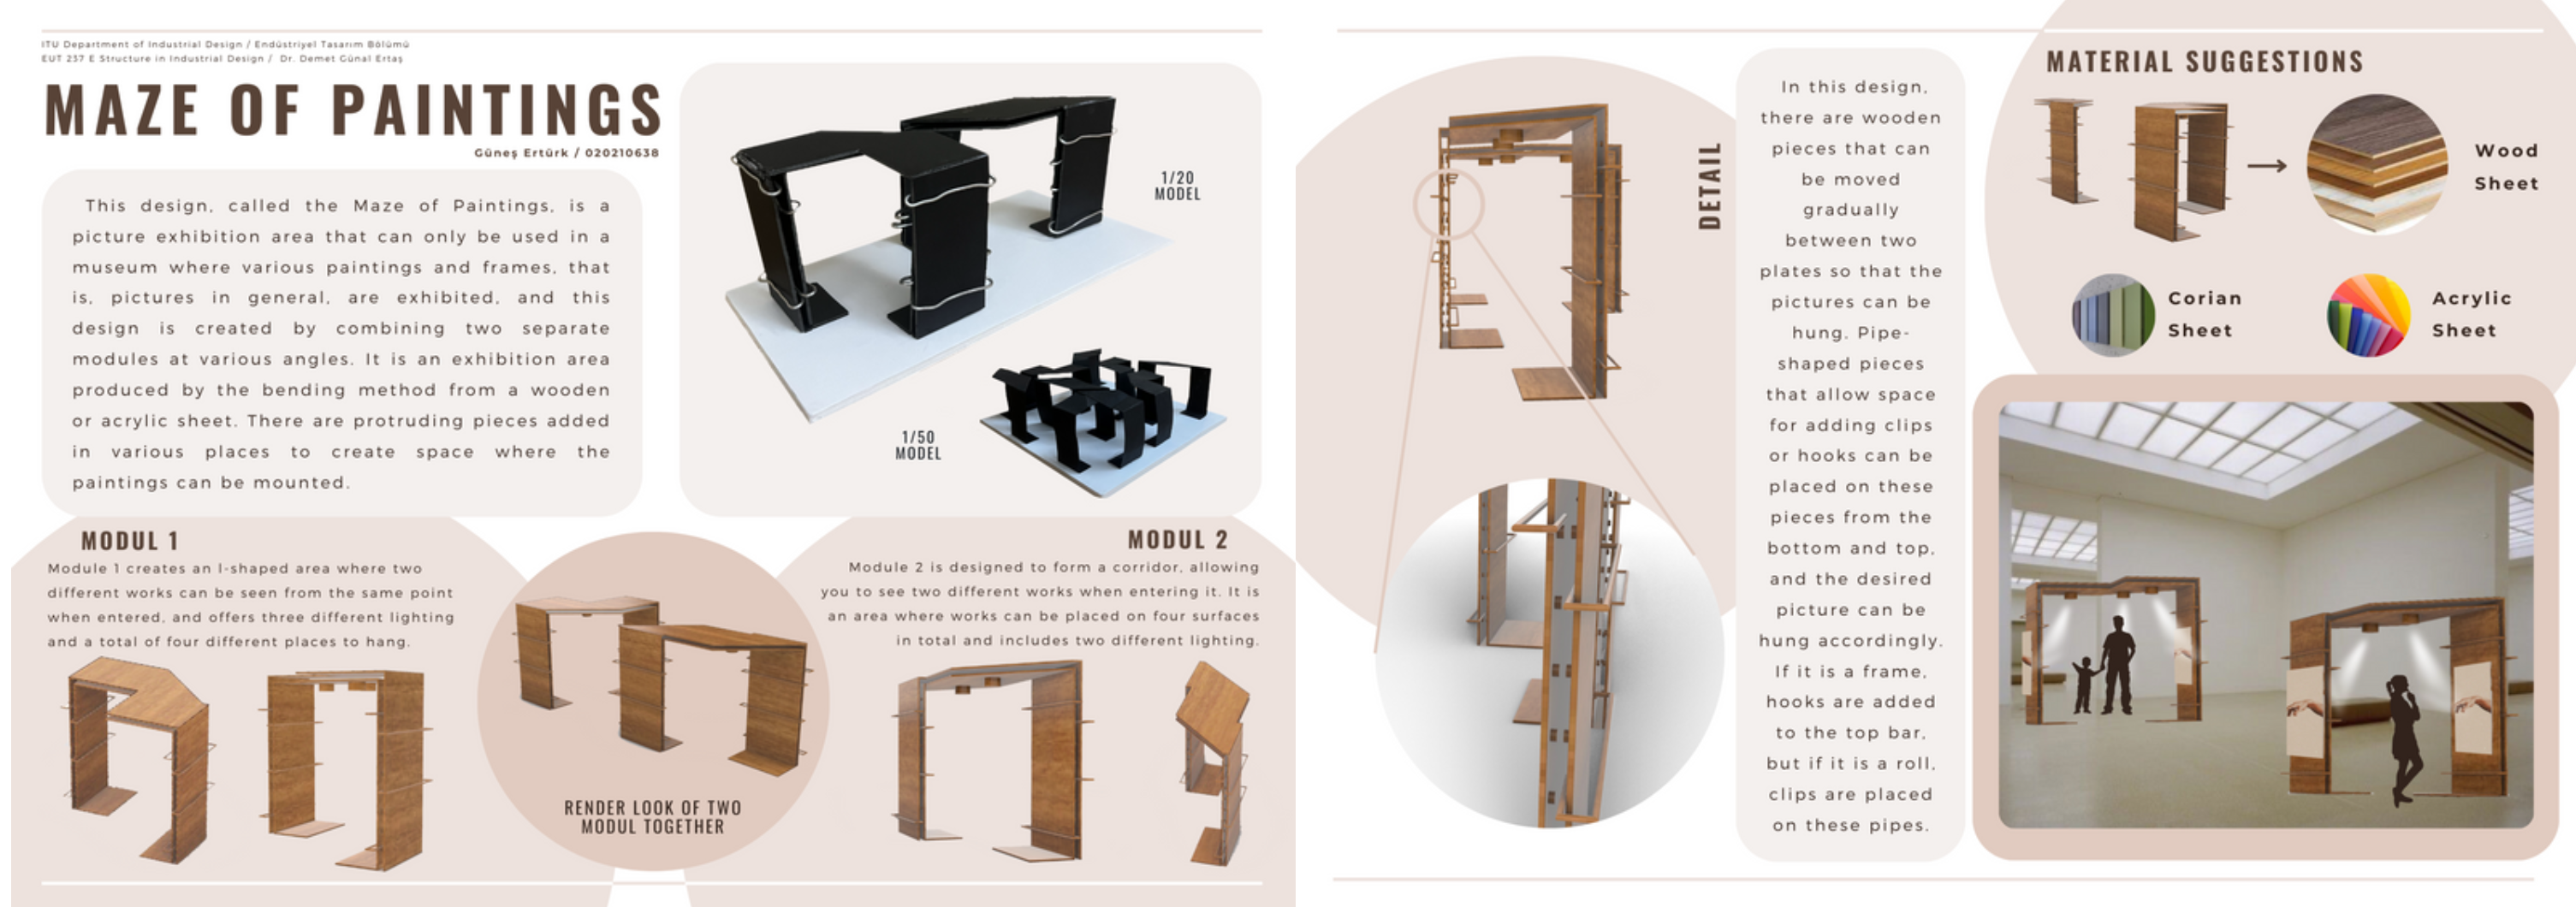 ITU Department of Industrial Design / Endüstriyel Tasarım Bölümü
EUT 237 E Structure in Industrial Design / Dr. Demet Günal Ertaş
MAZE OF PAINTINGS
Güneş Ertürk / 020210638
This design, called the Maze of Paintings, is a
picture exhibition area that can only be used in a
museum where various paintings and frames, that
is, pictures in general, are exhibited, and this
design is created by combining two separate
modules at various angles. It is an exhibition area
produced by the bending method from a wooden
or acrylic sheet. There are protruding pieces added
in various places to create space where the
paintings can be mounted.
1/20
MODEL
1/50
MODEL
MODUL 1
Module 1 creates an l-shaped area where two
different works can be seen from the same point
when entered, and offers three different lighting
and a total of four different places to hang.
RENDER LOOK OF TWO
MODUL TOGETHER
MODUL 2
Module 2 is designed to form a corridor, allowing
you to see two different works when entering it. It is
an area where works can be placed on four surfaces
in total and includes two different lighting.
DETAIL
In this design,
there are wooden
pieces that can
be moved
gradually
between two
plates so that the
pictures can be
hung. Pipe-
shaped pieces
that allow space
for adding clips
or hooks can be
placed on these
pieces from the
bottom and top,
and the desired
picture can be
hung accordingly.
If it is a frame,
hooks are added
to the top bar,
but if it is a roll,
clips are placed
on these pipes.
MATERIAL SUGGESTIONS
Wood
Sheet
Corian
Sheet
Acrylic
Sheet